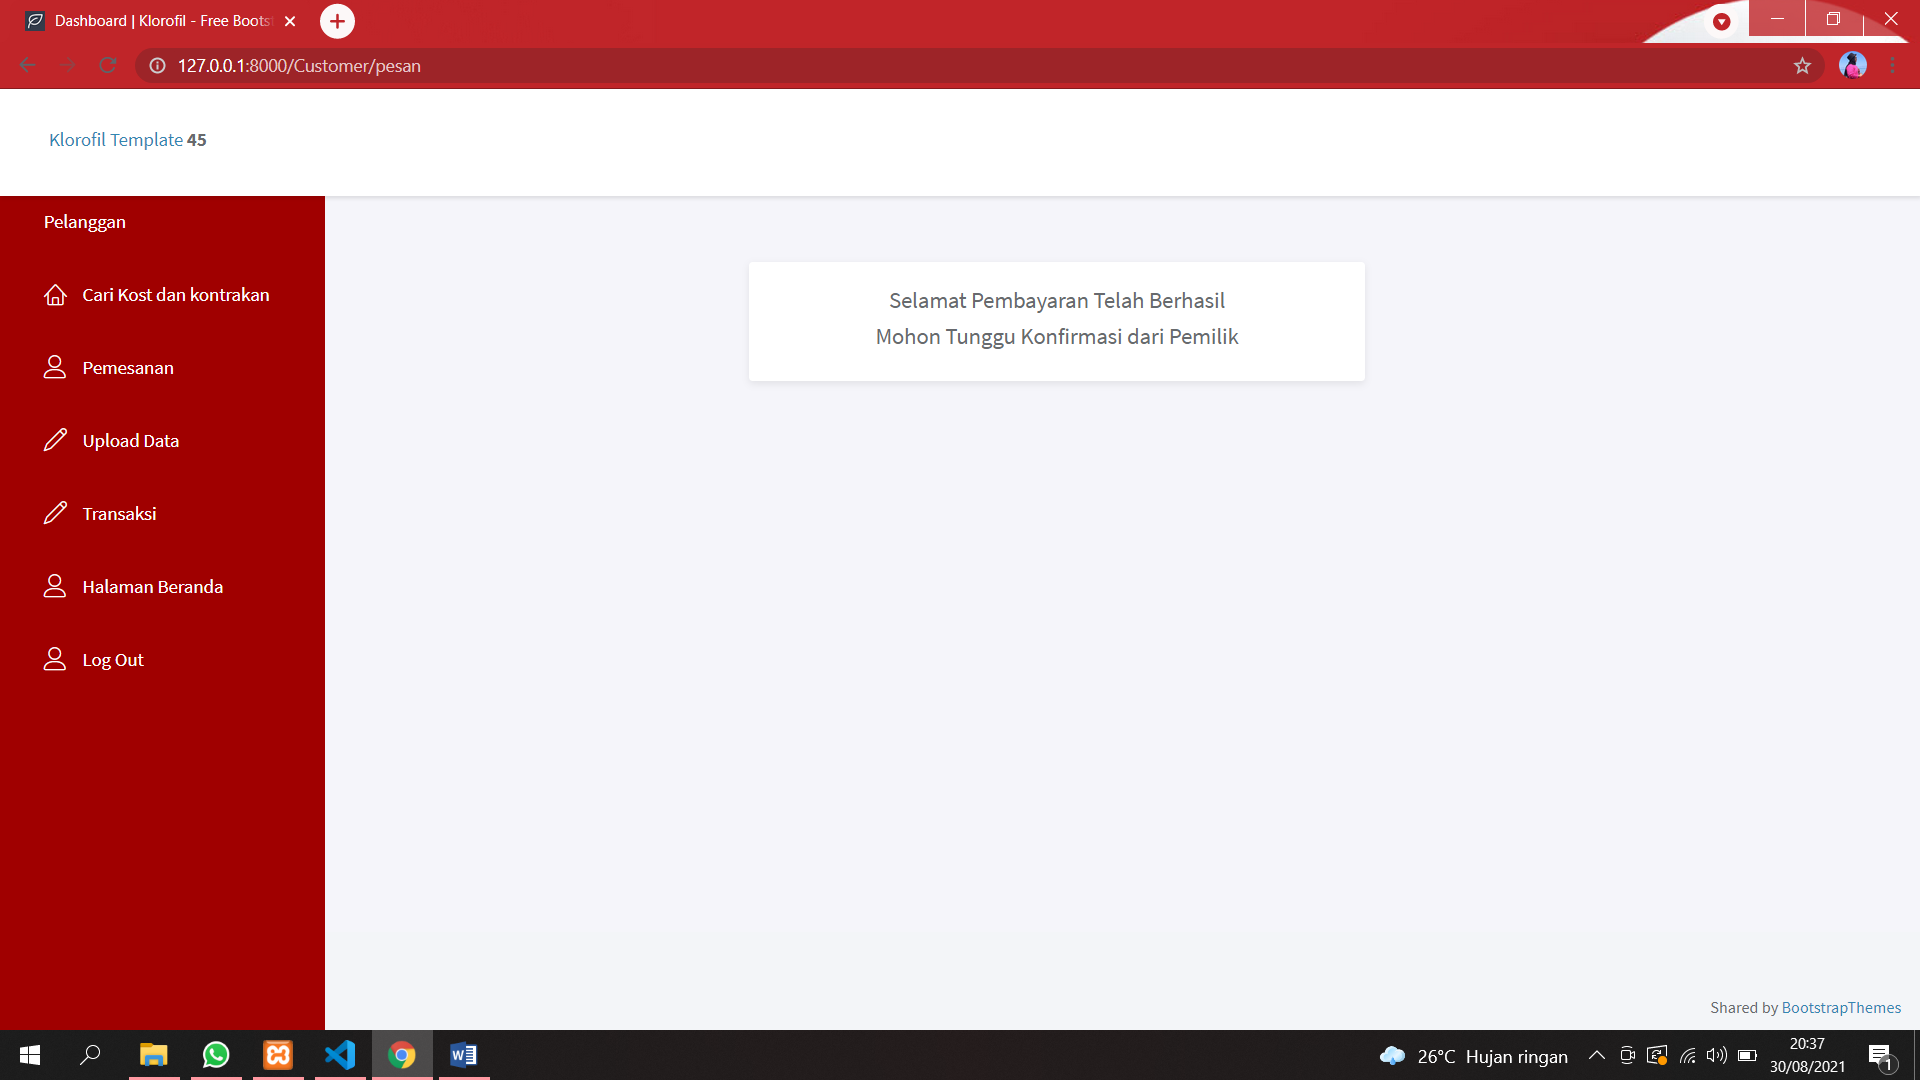 Dashboard | Klorofil - Free Boots
127.0.0.1:8000/Customer/pesan
Klorofil Template 45
Pelanggan
Cari Kost dan kontrakan
Pemesanan
Upload Data
Transaksi
Halaman Beranda
Log Out
Selamat Pembayaran Telah Berhasil
Mohon Tunggu Konfirmasi dari Pemilik
Shared by BootstrapThemes
26°C Hujan ringan
20:37
30/08/2021
1